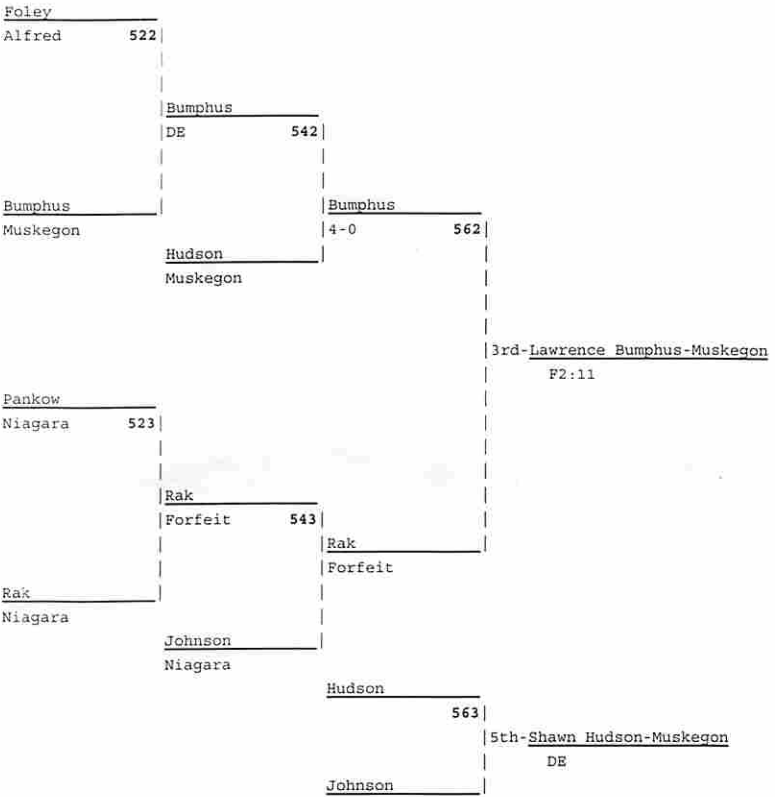 Foley
Alfred 522
Bumphus
DE 542
Bumphus
Muskegon
Bumphus
4-0 562
Hudson
Muskegon
3rd-Lawrence Bumphus-Muskegon
F2:11
Pankow
Niagara 523
Rak
Forfeit 543
Rak
Forfeit
Rak
Niagara
Johnson
Niagara
Hudson
563
5th-Shawn Hudson-Muskegon
DE
Johnson